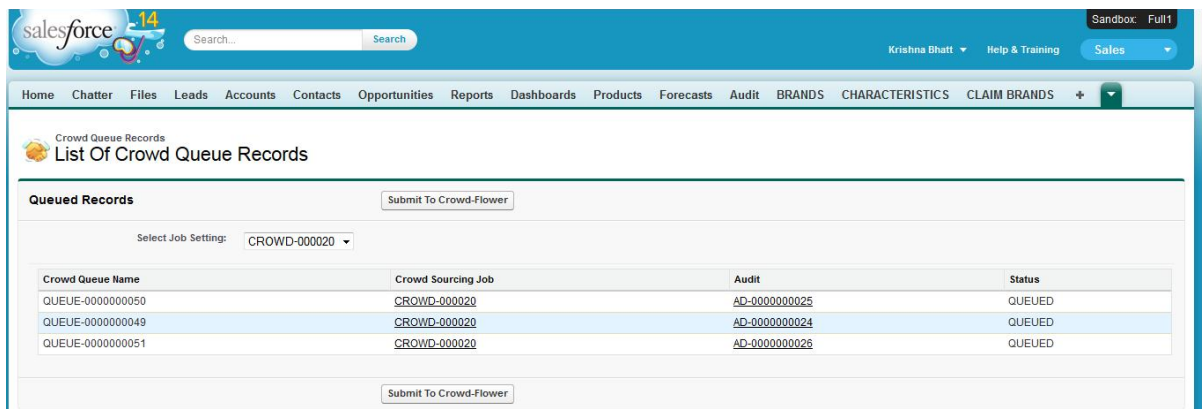 salesforce 14
Search... Search
Sandbox: Full1
Krishna Bhatt Help & Training Sales
Home Chatter Files Leads Accounts Contacts Opportunities Reports Dashboards Products Forecasts Audit BRANDS CHARACTERISTICS CLAIM BRANDS +
Crowd Queue Records
List Of Crowd Queue Records
Queued Records Submit To Crowd-Flower
Select Job Setting: CROWD-000020
Crowd Queue Name Crowd Sourcing Job Audit Status
QUEUE-0000000050 CROWD-000020 AD-0000000025 QUEUED
QUEUE-0000000049 CROWD-000020 AD-0000000024 QUEUED
QUEUE-0000000051 CROWD-000020 AD-0000000026 QUEUED
Submit To Crowd-Flower